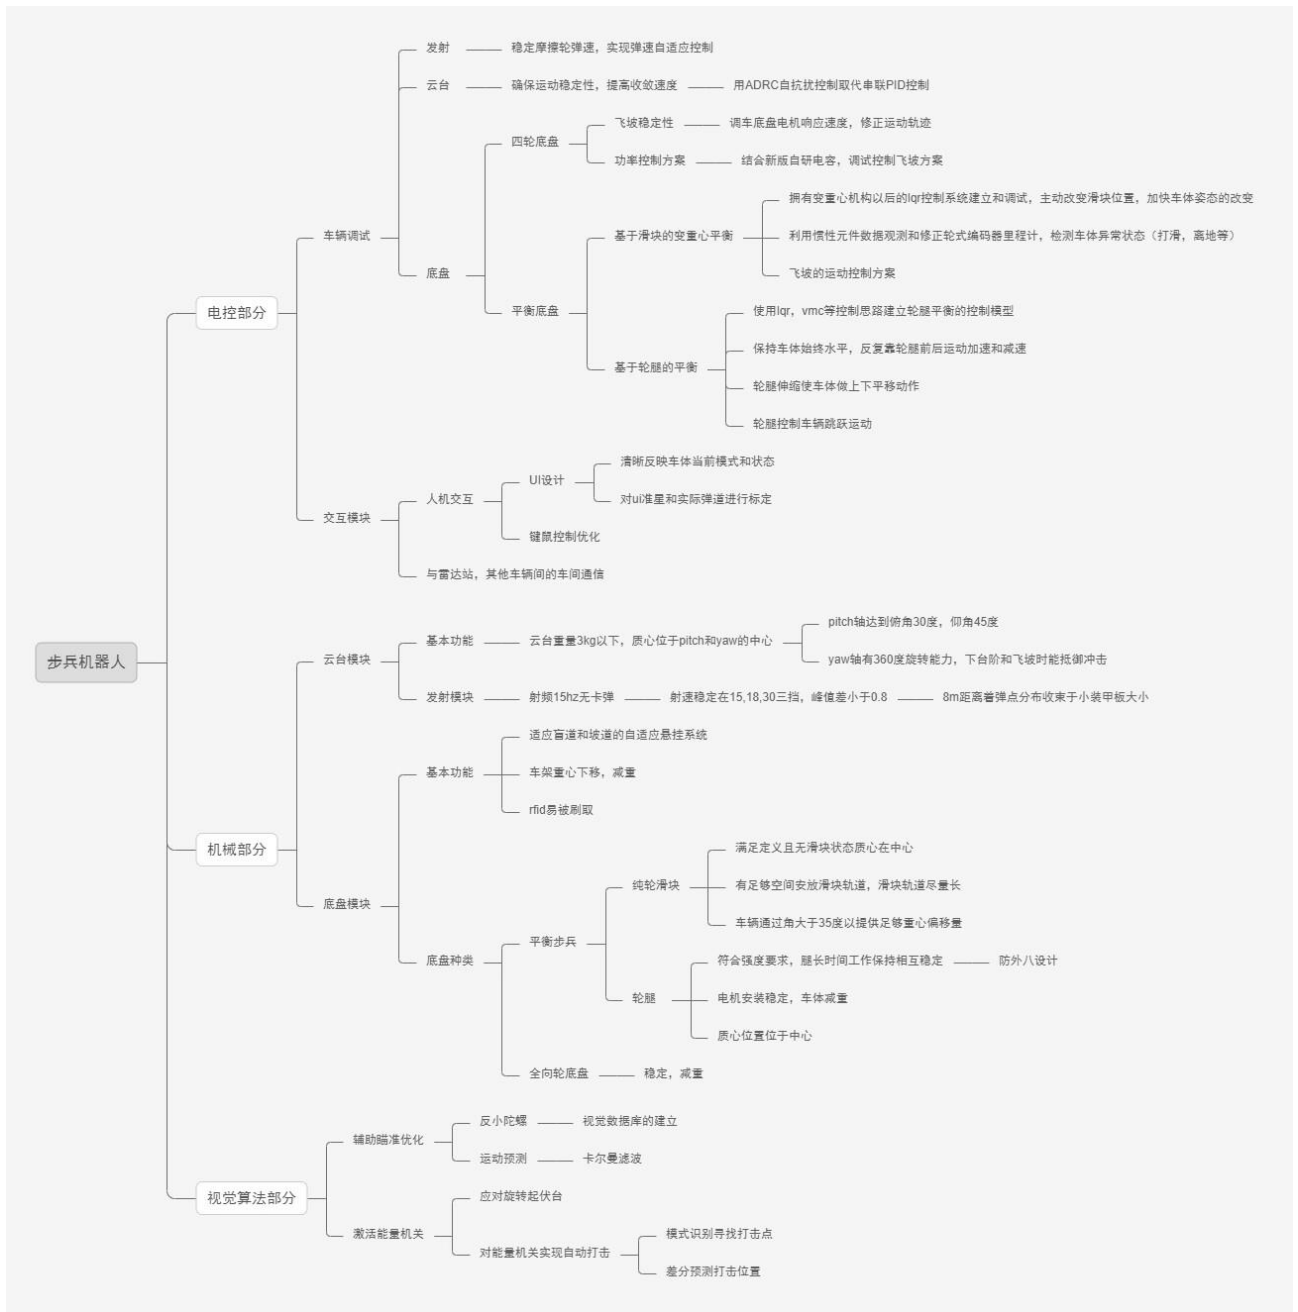 发射
稳定摩擦轮弹速，实现弹速自适应控制
云台
确保运动稳定性，提高收敛速度
用ADRC自抗扰控制取代串联PID控制
飞坡稳定性
调车底盘电机响应速度，修正运动轨迹
四轮底盘
功率控制方案
结合新版自研电容，调试控制飞坡方案
拥有变重心机构以后的lqr控制系统建立和调试，主动改变滑块位置，加快车体姿态的改变
车辆调试
基于滑块的变重心平衡
利用惯性元件数据观测和修正轮式编码器里程计，检测车体异常状态（打滑，离地等）
底盘
飞坡的运动控制方案
电控部分
平衡底盘
使用lqr，vmc等控制思路建立轮腿平衡的控制模型
保持车体始终水平，反复靠轮腿前后运动加速和减速
基于轮腿的平衡
轮腿伸缩使车体做上下平移动作
轮腿控制车辆跳跃运动
清晰反映车体当前模式和状态
UI设计
人机交互
对ui准星和实际弹道进行标定
交互模块
键鼠控制优化
与雷达站，其他车辆间的车间通信
步兵机器人
pitch轴达到俯角30度，仰角45度
基本功能
云台重量3kg以下，质心位于pitch和yaw的中心
云台模块
yaw轴有360度旋转能力，下台阶和飞坡时能抵御冲击
发射模块
射频15hz无卡弹
射速稳定在15,18,30三挡，峰值差小于0.8
8m距离着弹点分布收束于小装甲板大小
适应盲道和坡道的自适应悬挂系统
基本功能
车架重心下移，减重
rfid易被刷取
机械部分
满足定义且无滑块状态质心在中心
纯轮滑块
有足够空间安放滑块轨道，滑块轨道尽量长
底盘模块
车辆通过角大于35度以提供足够重心偏移量
平衡步兵
底盘种类
符合强度要求，腿长时间工作保持相互稳定
防外八设计
轮腿
电机安装稳定，车体减重
质心位置位于中心
全向轮底盘
稳定，减重
反小陀螺
视觉数据库的建立
辅助瞄准优化
运动预测
卡尔曼滤波
视觉算法部分
应对旋转起伏台
激活能量机关
模式识别寻找打击点
对能量机关实现自动打击
差分预测打击位置